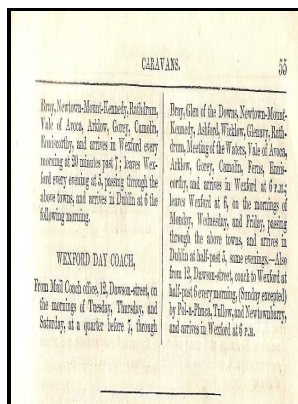 CARAVANS. 55
Bray, Newtown-Mount-Kennedy, Rathdrum,
Vale of Avoca, Arklow, Gorey, Camolin,
Enniscorthy, and arrives in Wexford every
morning at 20 minutes past 7; leaves Wex-
ford every evening at 5, passing through the
above towns, and arrives in Dublin at 6 the
following morning.
WEXFORD DAY COACH,
From Mail Coach office, 12, Dawson-street, on
the mornings of Tuesday, Thursday, and
Saturday, at a quarter before 7, through
Bray, Glen of the Downs, Newtown-Mount-
Kennedy, Ashford, Wicklow, Glenary, Rath-
drum, Meeting of the Waters, Vale of Avoca,
Arklow, Gorey, Camolin, Ferns, Ennis-
corthy, and arrives in Wexford at 6 P.M.;
leaves Wexford at 6, on the mornings of
Monday, Wednesday, and Friday, passing
through the above towns, and arrives in
Dublin at half-past 5, same evenings.—Also
from 12, Dawson-street, coach to Wexford at
half-past 6 every morning, (Sunday excepted)
by Pol-a-Phuca, Tullow, and Newtownbarry,
and arrives in Wexford at 6 P.M.